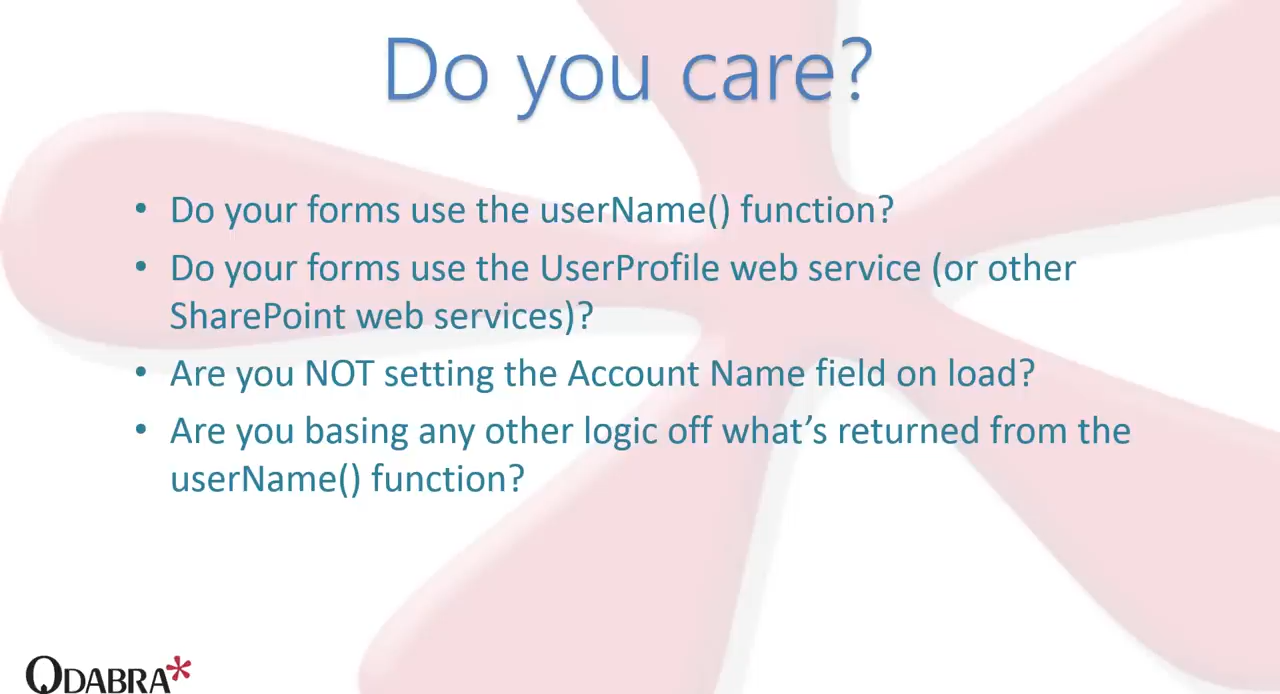 Do you care?
• Do your forms use the userName() function?
• Do your forms use the UserProfile web service (or other
SharePoint web services)?
• Are you NOT setting the Account Name field on load?
• Are you basing any other logic off what’s returned from the
userName() function?
QDABRA*